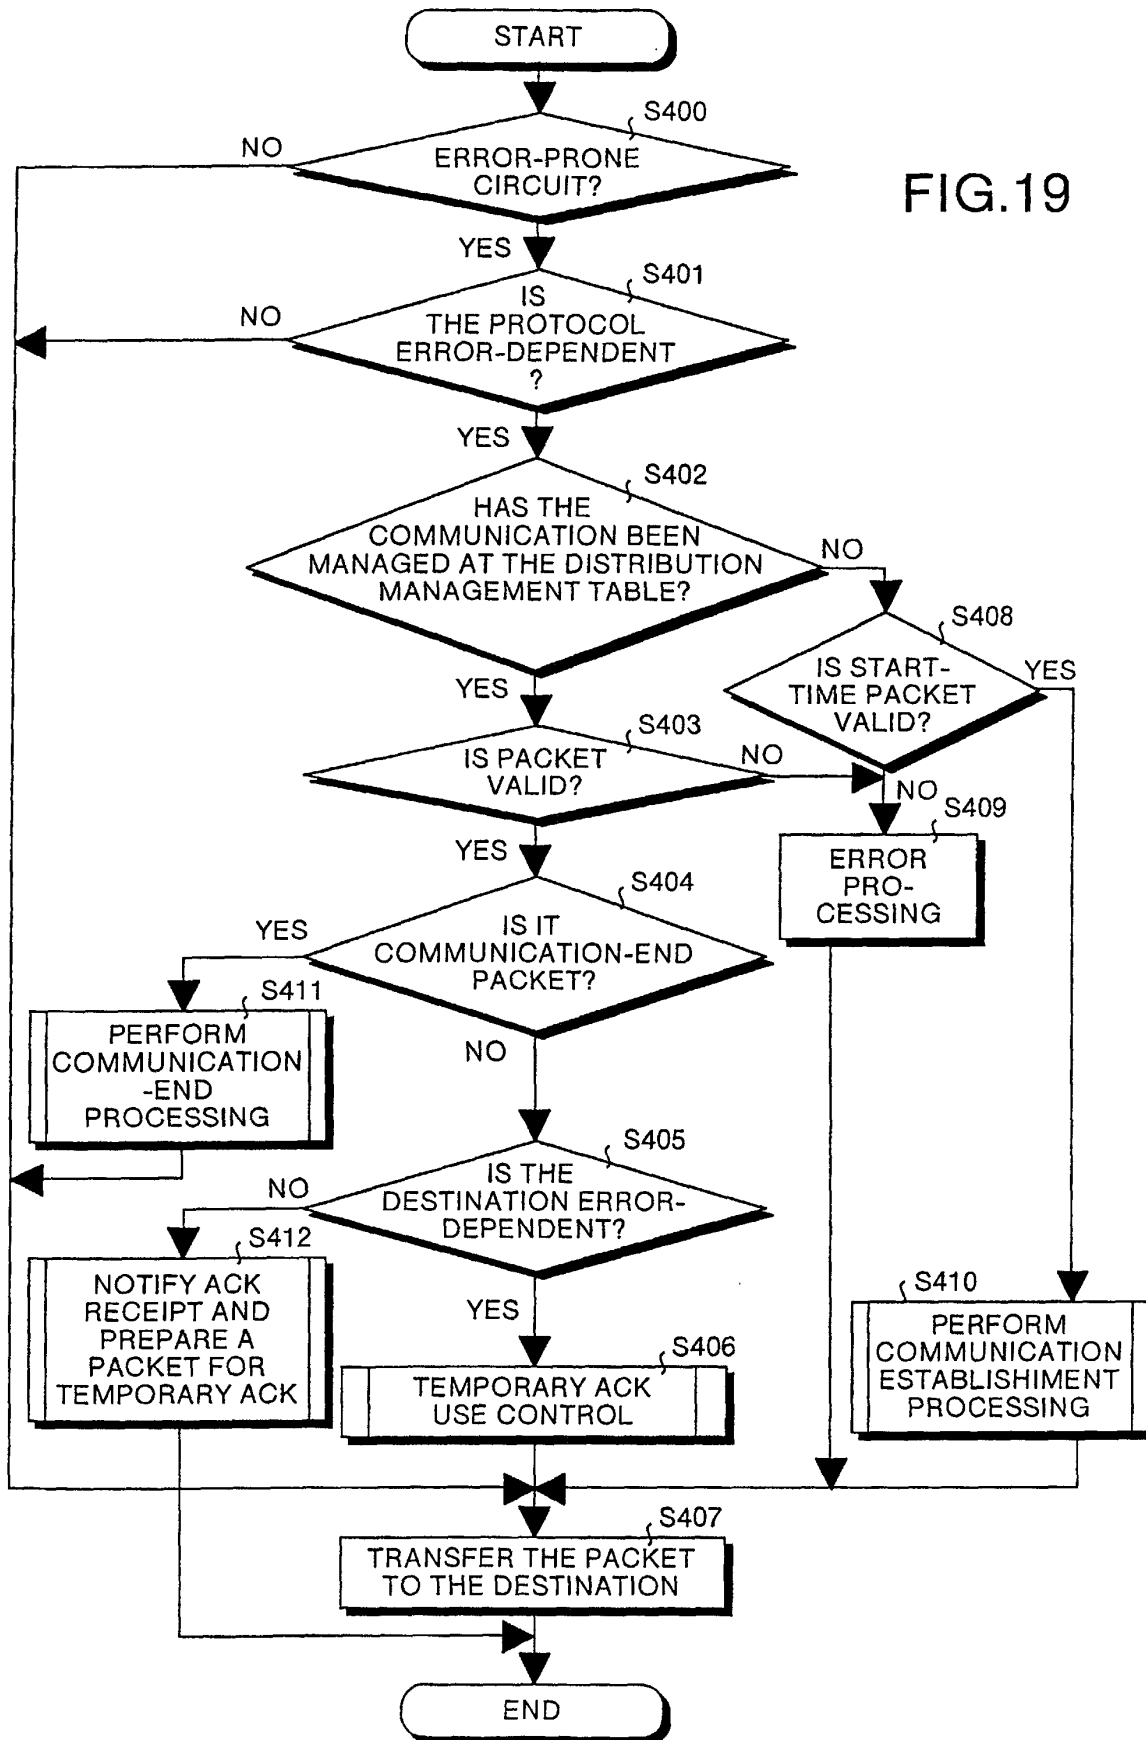 START
S400
NO
ERROR-PRONE
CIRCUIT?
FIG.19
YES
S401
NO
IS
THE PROTOCOL
ERROR-DEPENDENT
?
YES
S402
HAS THE
COMMUNICATION BEEN
MANAGED AT THE DISTRIBUTION
MANAGEMENT TABLE?
NO
S408
IS START-
TIME PACKET
VALID?
YES
YES
S403
IS PACKET
VALID?
NO
NO
S409
ERROR
PRO-
CESSING
YES
S404
YES
IS IT
COMMUNICATION-END
PACKET?
S411
PERFORM
COMMUNICATION
-END
PROCESSING
NO
S405
NO
IS THE
DESTINATION ERROR-
DEPENDENT?
S412
NOTIFY ACK
RECEIPT AND
PREPARE A
PACKET FOR
TEMPORARY ACK
YES
S406
TEMPORARY ACK
USE CONTROL
S410
PERFORM
COMMUNICATION
ESTABLISHIMENT
PROCESSING
S407
TRANSFER THE PACKET
TO THE DESTINATION
END